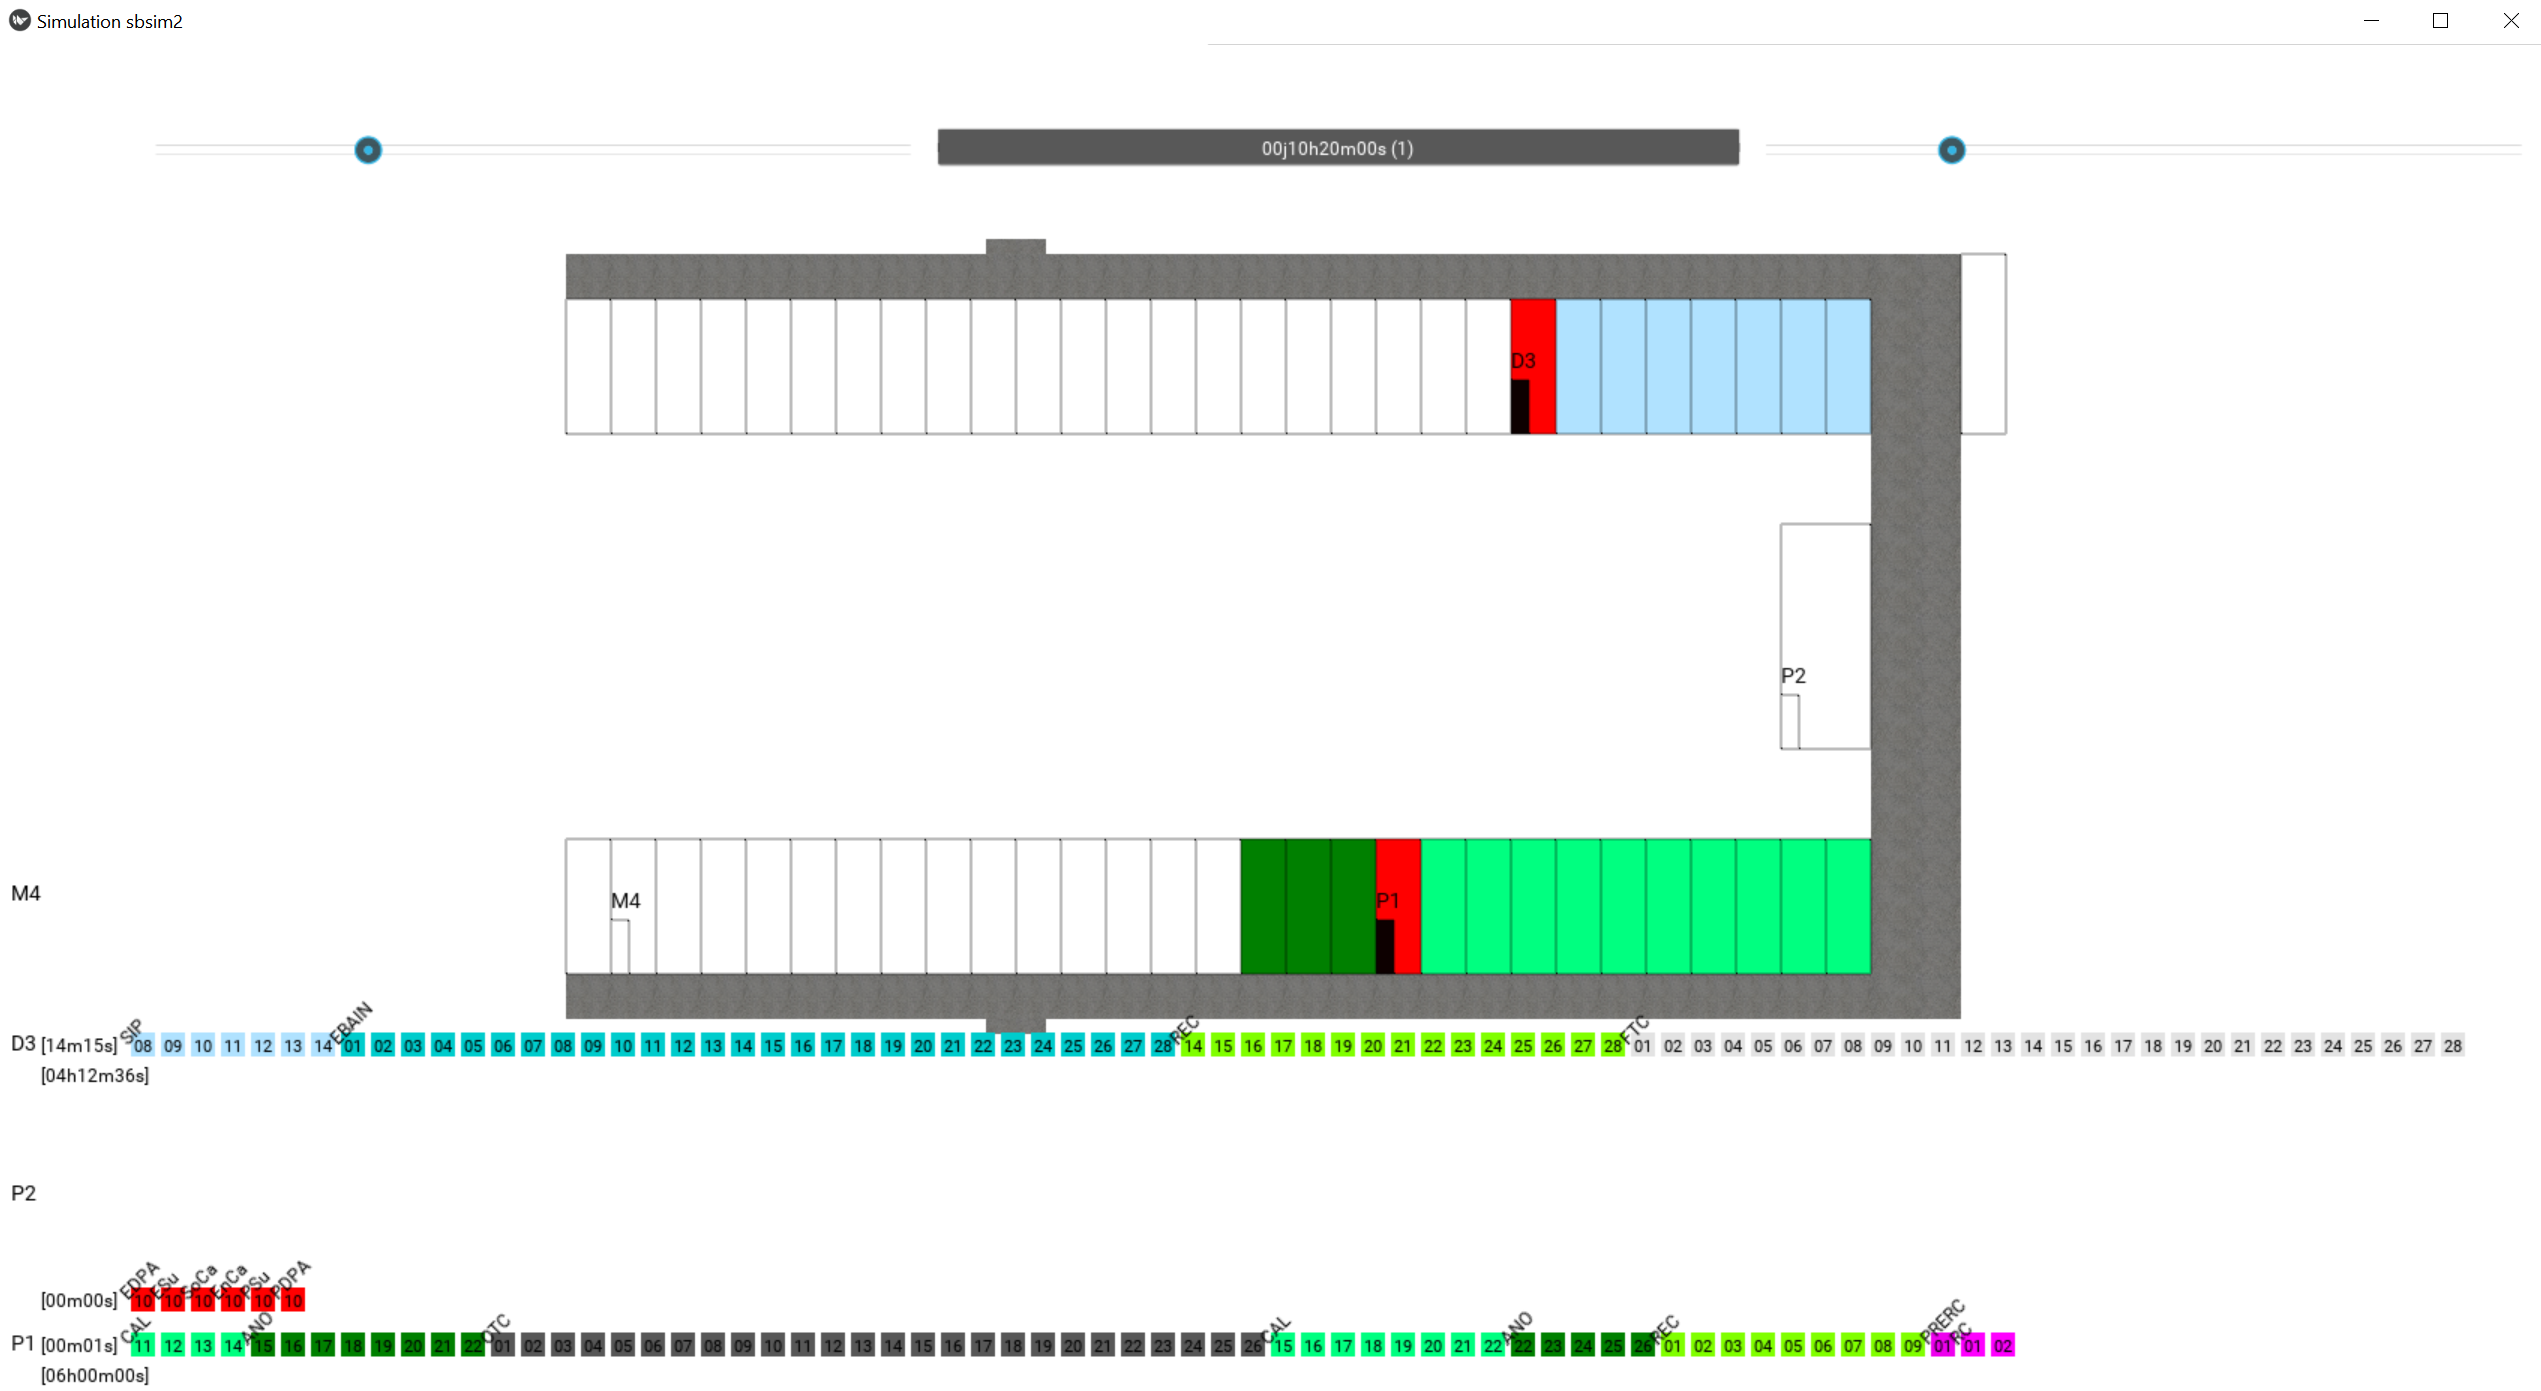 Simulation sbsim2
00j10h20m00s (1)
D3
P2
M4
M4
P1
SIP EBAIN REC FTC
D3 [14m15s] 08 09 10 11 12 13 14 01 02 03 04 05 06 07 08 09 10 11 12 13 14 15 16 17 18 19 20 21 22 23 24 25 26 27 28 14 15 16 17 18 19 20 21 22 23 24 25 26 27 28 01 02 03 04 05 06 07 08 09 10 11 12 13 14 15 16 17 18 19 20 21 22 23 24 25 26 27 28
[04h12m36s]
P2
EDPA ESu SoCa EnCa PSu PDPA
[00m00s] 10 10 10 10 10 10
CAL ANO OTC CAL ANO REC PRERC RC
P1 [00m01s] 11 12 13 14 15 16 17 18 19 20 21 22 01 02 03 04 05 06 07 08 09 10 11 12 13 14 15 16 17 18 19 20 21 22 23 24 25 26 15 16 17 18 19 20 21 22 22 23 24 25 26 01 02 03 04 05 06 07 08 09 01 01 02
[06h00m00s]